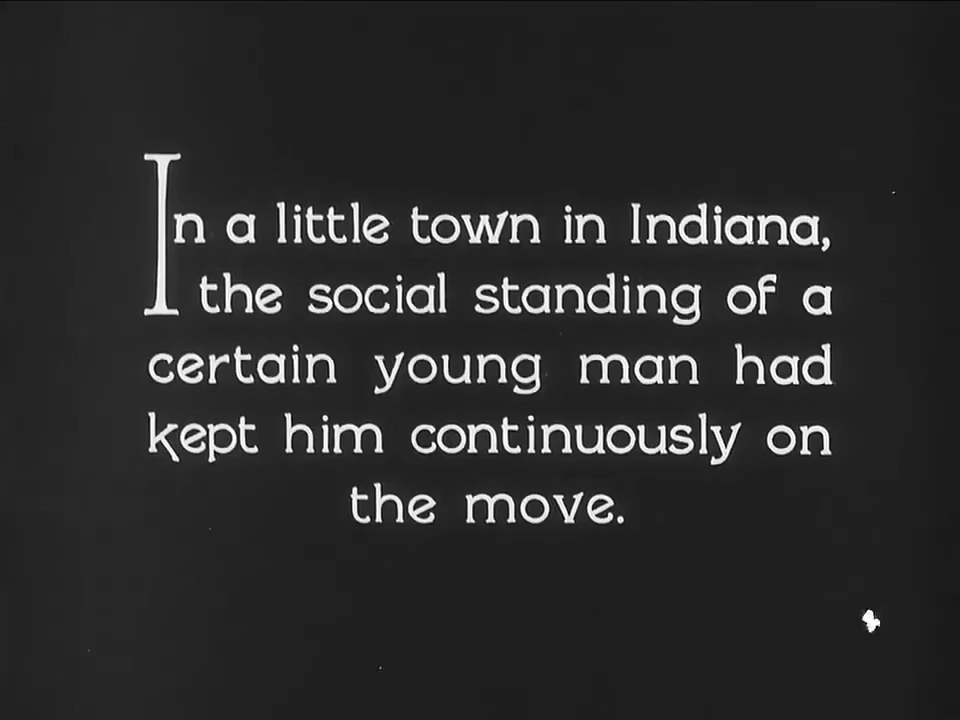 In a little town in Indiana,
the social standing of a
certain young man had
kept him continuously on
the move.